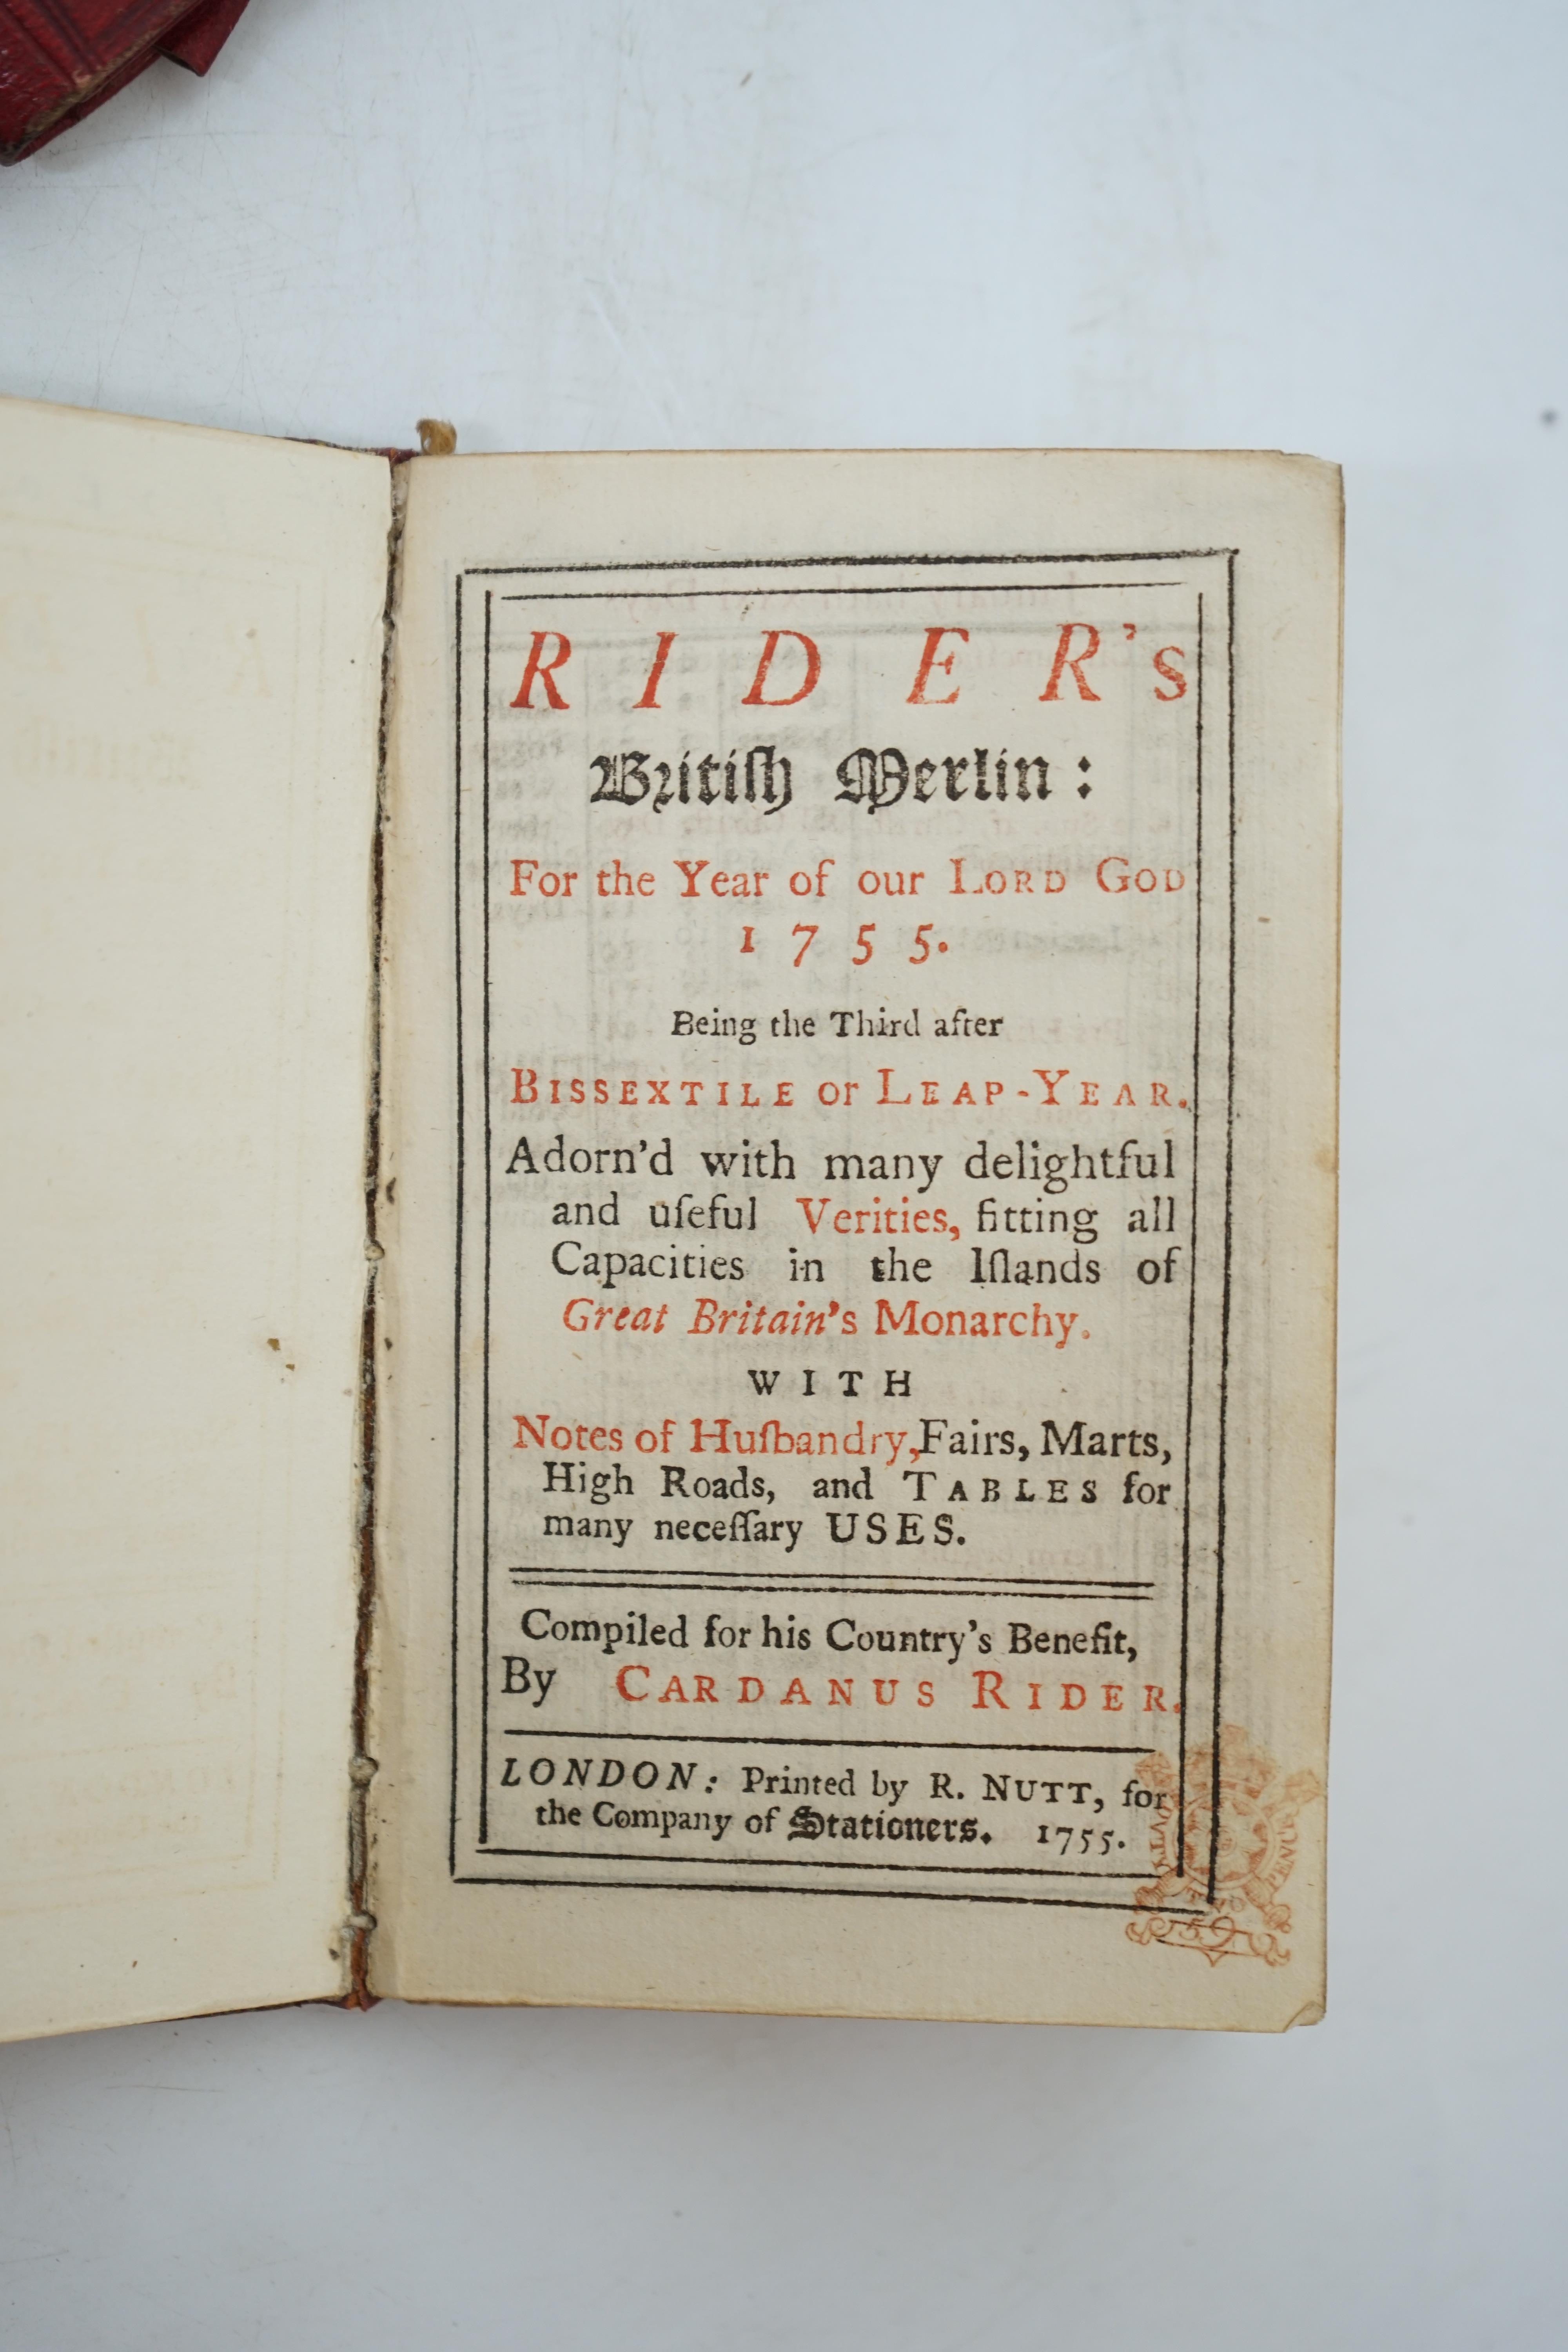 RIDER's
Britiſh Merlin:
For the Year of our LORD GOD
1755.
Being the Third after
BISSEXTILE or LEAP-YEAR.
Adorn'd with many delightful
and uſeful Verities, fitting all
Capacities in the Iſlands of
Great Britain's Monarchy.
WITH
Notes of Huſbandry, Fairs, Marts,
High Roads, and TABLES for
many neceſſary USES.
Compiled for his Country's Benefit,
By CARDANUS RIDER.
LONDON: Printed by R. NUTT, for
the Company of Stationers. 1755.
PENCE